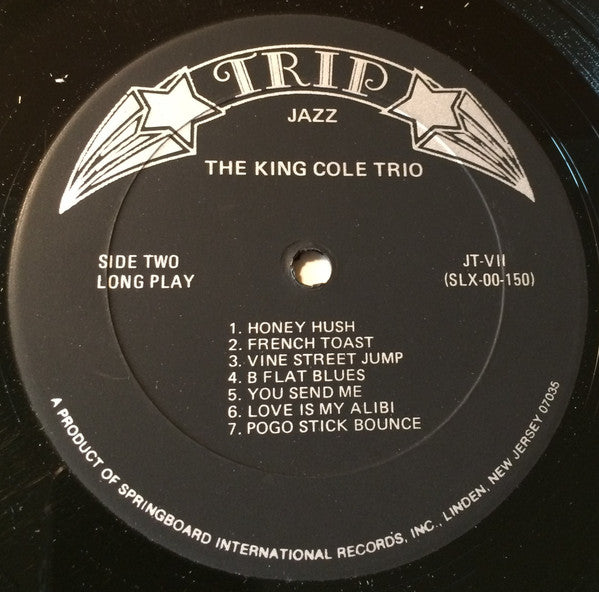 TRIP
JAZZ
THE KING COLE TRIO
SIDE TWO
LONG PLAY
JT-VII
(SLX-00-150)
1. HONEY HUSH
2. FRENCH TOAST
3. VINE STREET JUMP
4. B FLAT BLUES
5. YOU SEND ME
6. LOVE IS MY ALIBI
7. POGO STICK BOUNCE
A PRODUCT OF SPRINGBOARD INTERNATIONAL RECORDS, INC., LINDEN, NEW JERSEY 07035